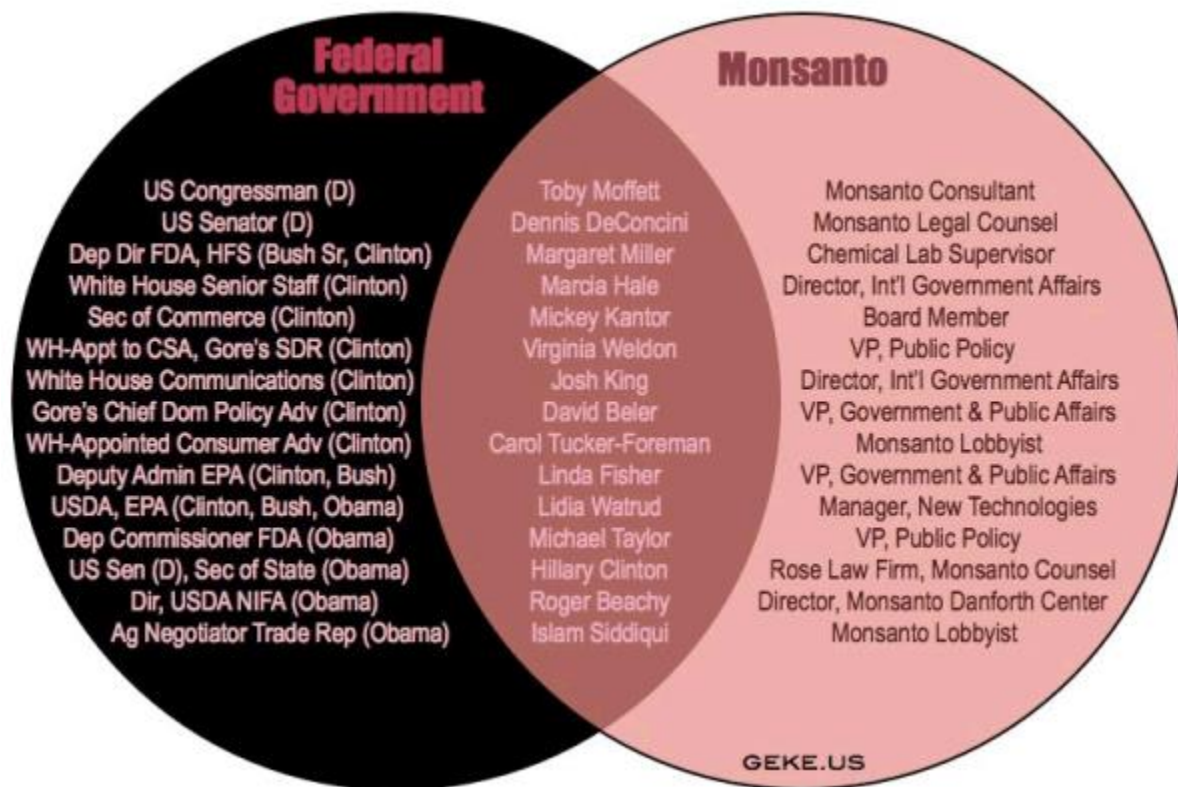 Federal
Government
Monsanto
US Congressman (D) Toby Moffett Monsanto Consultant
US Senator (D) Dennis DeConcini Monsanto Legal Counsel
Dep Dir FDA, HFS (Bush Sr, Clinton) Margaret Miller Chemical Lab Supervisor
White House Senior Staff (Clinton) Marcia Hale Director, Int'l Government Affairs
Sec of Commerce (Clinton) Mickey Kantor Board Member
WH-Appt to CSA, Gore's SDR (Clinton) Virginia Weldon VP, Public Policy
White House Communications (Clinton) Josh King Director, Int'l Government Affairs
Gore's Chief Dom Policy Adv (Clinton) David Beier VP, Government & Public Affairs
WH-Appointed Consumer Adv (Clinton) Carol Tucker-Foreman Monsanto Lobbyist
Deputy Admin EPA (Clinton, Bush) Linda Fisher VP, Government & Public Affairs
USDA, EPA (Clinton, Bush, Obama) Lidia Watrud Manager, New Technologies
Dep Commissioner FDA (Obama) Michael Taylor VP, Public Policy
US Sen (D), Sec of State (Obama) Hillary Clinton Rose Law Firm, Monsanto Counsel
Dir, USDA NIFA (Obama) Roger Beachy Director, Monsanto Danforth Center
Ag Negotiator Trade Rep (Obama) Islam Siddiqui Monsanto Lobbyist
GEKE.US